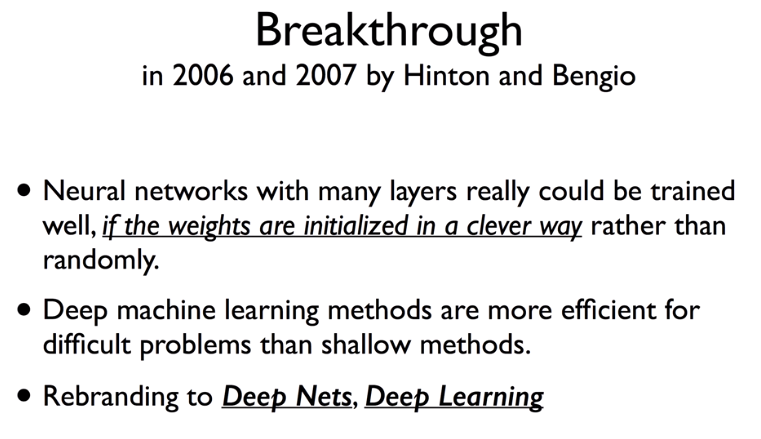 Breakthrough
in 2006 and 2007 by Hinton and Bengio
• Neural networks with many layers really could be trained
well, if the weights are initialized in a clever way rather than
randomly.
• Deep machine learning methods are more efficient for
difficult problems than shallow methods.
• Rebranding to Deep Nets, Deep Learning